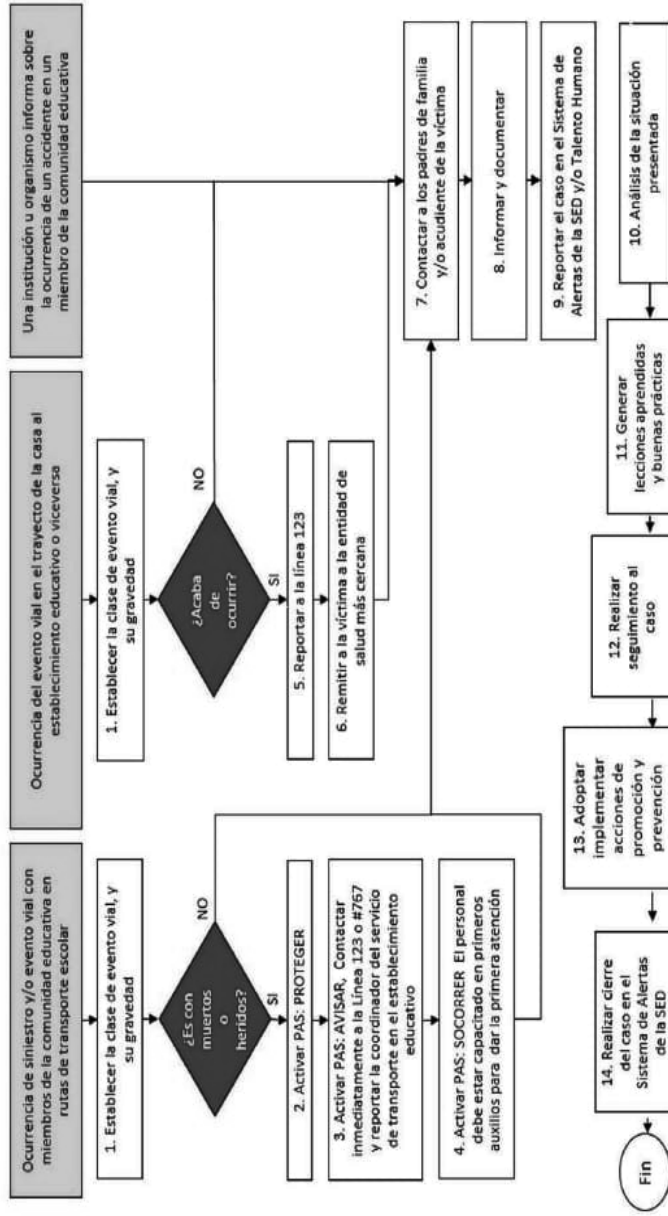 Ocurrencia de siniestro y/o evento vial con
miembros de la comunidad educativa en
rutas de transporte escolar
1. Establecer la clase de evento vial, y
su gravedad
¿Es con
muertos
o
heridos?
NO
SI
2. Activar PAS: PROTEGER
3. Activar PAS: AVISAR, Contactar
inmediatamente a la Línea 123 o #767
y reportar la coordinador del servicio
de transporte en el establecimiento
educativo
4. Activar PAS: SOCORRER El personal
debe estar capacitado en primeros
auxilios para dar la primera atención
Ocurrencia del evento vial en el trayecto de la casa al
establecimiento educativo o viceversa
1. Establecer la clase de evento vial, y
su gravedad
¿Acaba
de
ocurrir?
NO
SI
5. Reportar a la línea 123
6. Remitir a la víctima a la entidad de
salud más cercana
Una institución u organismo informa sobre
la ocurrencia de un accidente en un
miembro de la comunidad educativa
7. Contactar a los padres de familia
y/o acudiente de la víctima
8. Informar y documentar
9. Reportar el caso en el Sistema de
Alertas de la SED y/o Talento Humano
10. Análisis de la situación
presentada
11. Generar
lecciones aprendidas
y buenas prácticas
12. Realizar
seguimiento al
caso
13. Adoptar
implementar
acciones de
promoción y
prevención
14. Realizar cierre
del caso en el
Sistema de Alertas
de la SED
Fin